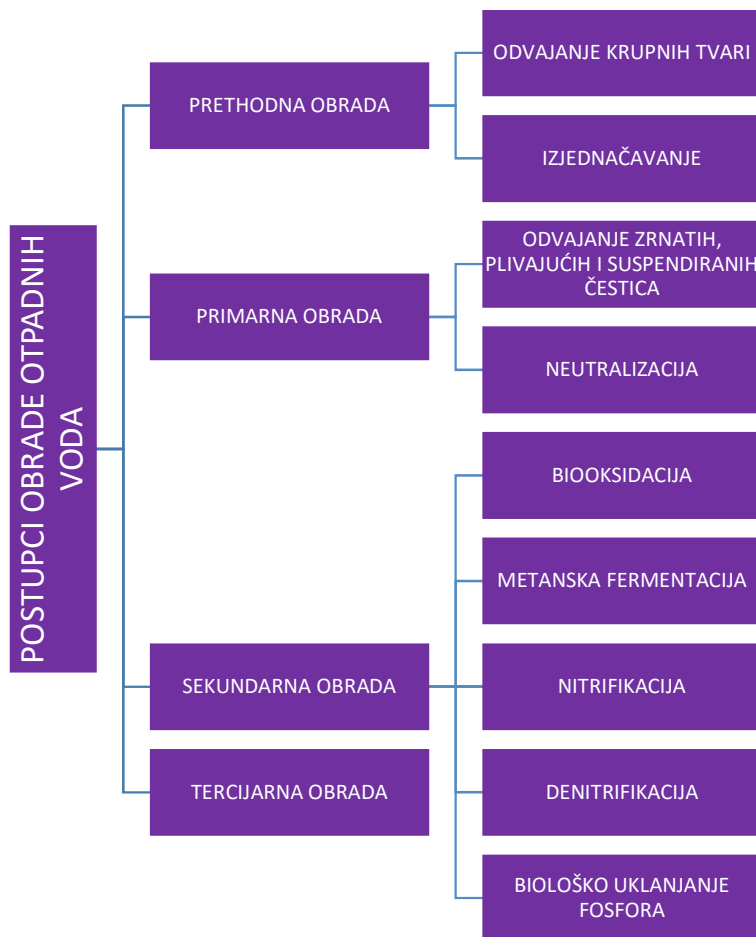 POSTUPCI OBRADE OTPADNIH
VODA
PRETHODNA OBRADA
ODVAJANJE KRUPNIH TVARI
IZJEDNAČAVANJE
PRIMARNA OBRADA
ODVAJANJE ZRNATIH,
PLIVAJUĆIH I SUSPENDIRANIH
ČESTICA
NEUTRALIZACIJA
SEKUNDARNA OBRADA
BIOOKSIDACIJA
METANSKA FERMENTACIJA
NITRIFIKACIJA
DENITRIFIKACIJA
BIOLOŠKO UKLANJANJE
FOSFORA
TERCIJARNA OBRADA